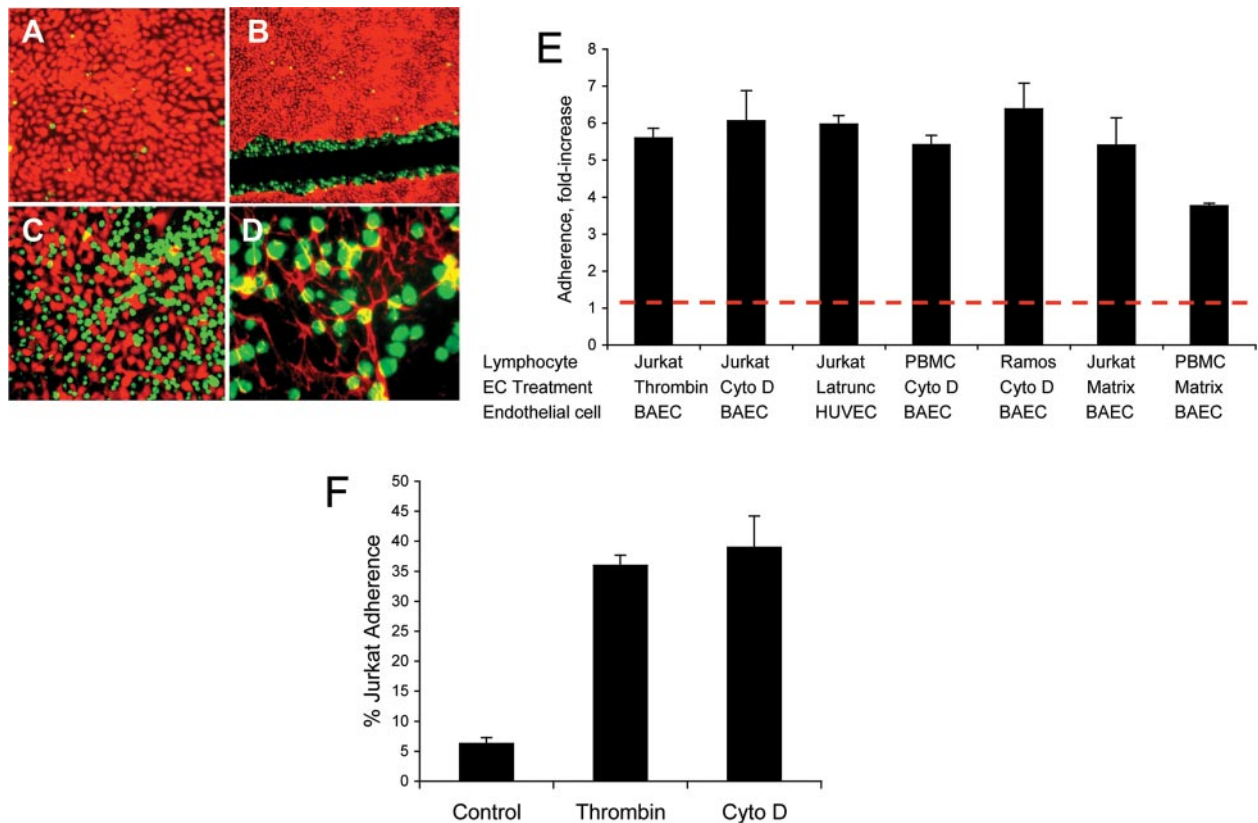 A
B
C
D
E
Adherence, fold-increase
8
7
6
5
4
3
2
1
0
Lymphocyte Jurkat Jurkat Jurkat PBMC Ramos Jurkat PBMC
EC Treatment Thrombin Cyto D Latrunc Cyto D Cyto D Matrix Matrix
Endothelial cell BAEC BAEC HUVEC BAEC BAEC BAEC BAEC
F
% Jurkat Adherence
50
45
40
35
30
25
20
15
10
5
0
Control Thrombin Cyto D